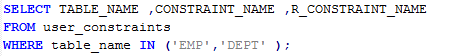 SELECT TABLE_NAME ,CONSTRAINT_NAME ,R_CONSTRAINT_NAME
FROM user_constraints
WHERE table_name IN ('EMP','DEPT' );